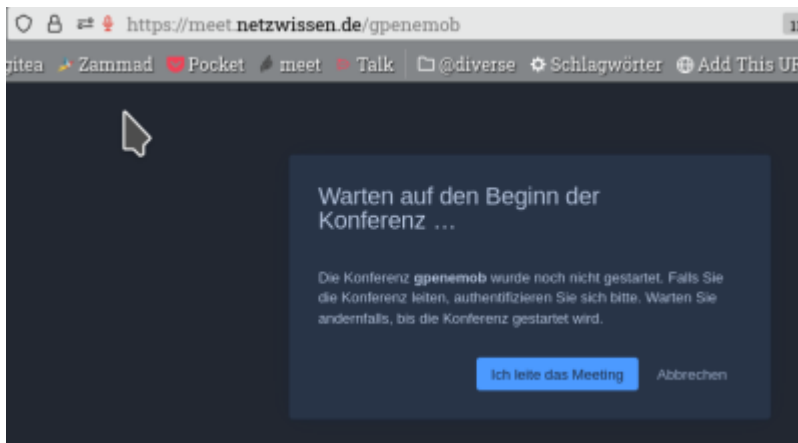 https://meet.netzwissen.de/gpenemob
gitea Zammad Pocket meet Talk @diverse Schlagwörter Add This
Warten auf den Beginn der
Konferenz ...
Die Konferenz gpenemob wurde noch nicht gestartet. Falls Sie
die Konferenz leiten, authentifizieren Sie sich bitte. Warten Sie
andernfalls, bis die Konferenz gestartet wird.
Ich leite das Meeting Abbrechen